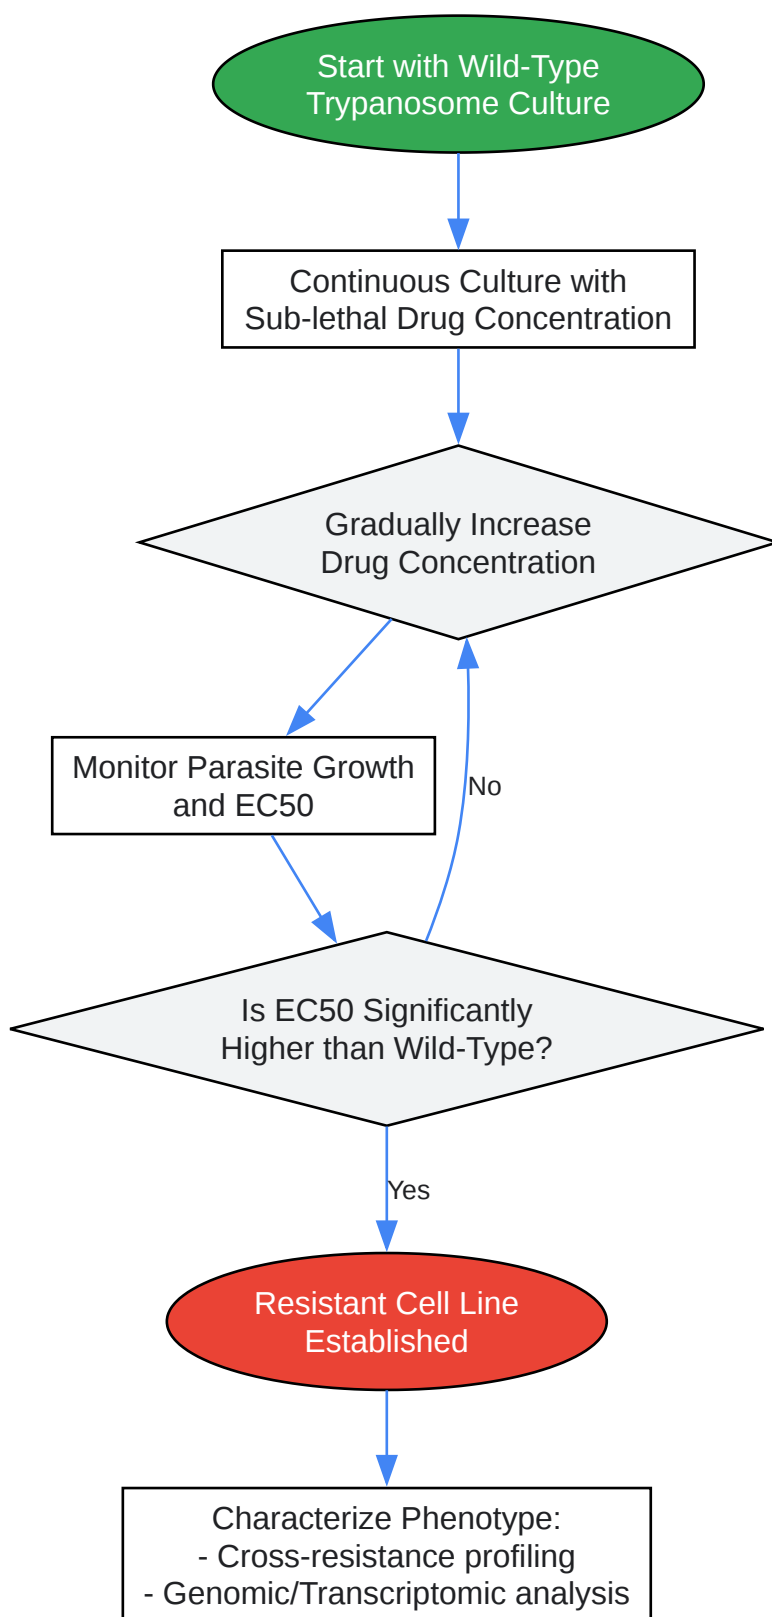 Start with Wild-Type
Trypanosome Culture
Continuous Culture with
Sub-lethal Drug Concentration
Gradually Increase
Drug Concentration
Monitor Parasite Growth
and EC50
No
Is EC50 Significantly
Higher than Wild-Type?
Yes
Resistant Cell Line
Established
Characterize Phenotype:
- Cross-resistance profiling
- Genomic/Transcriptomic analysis